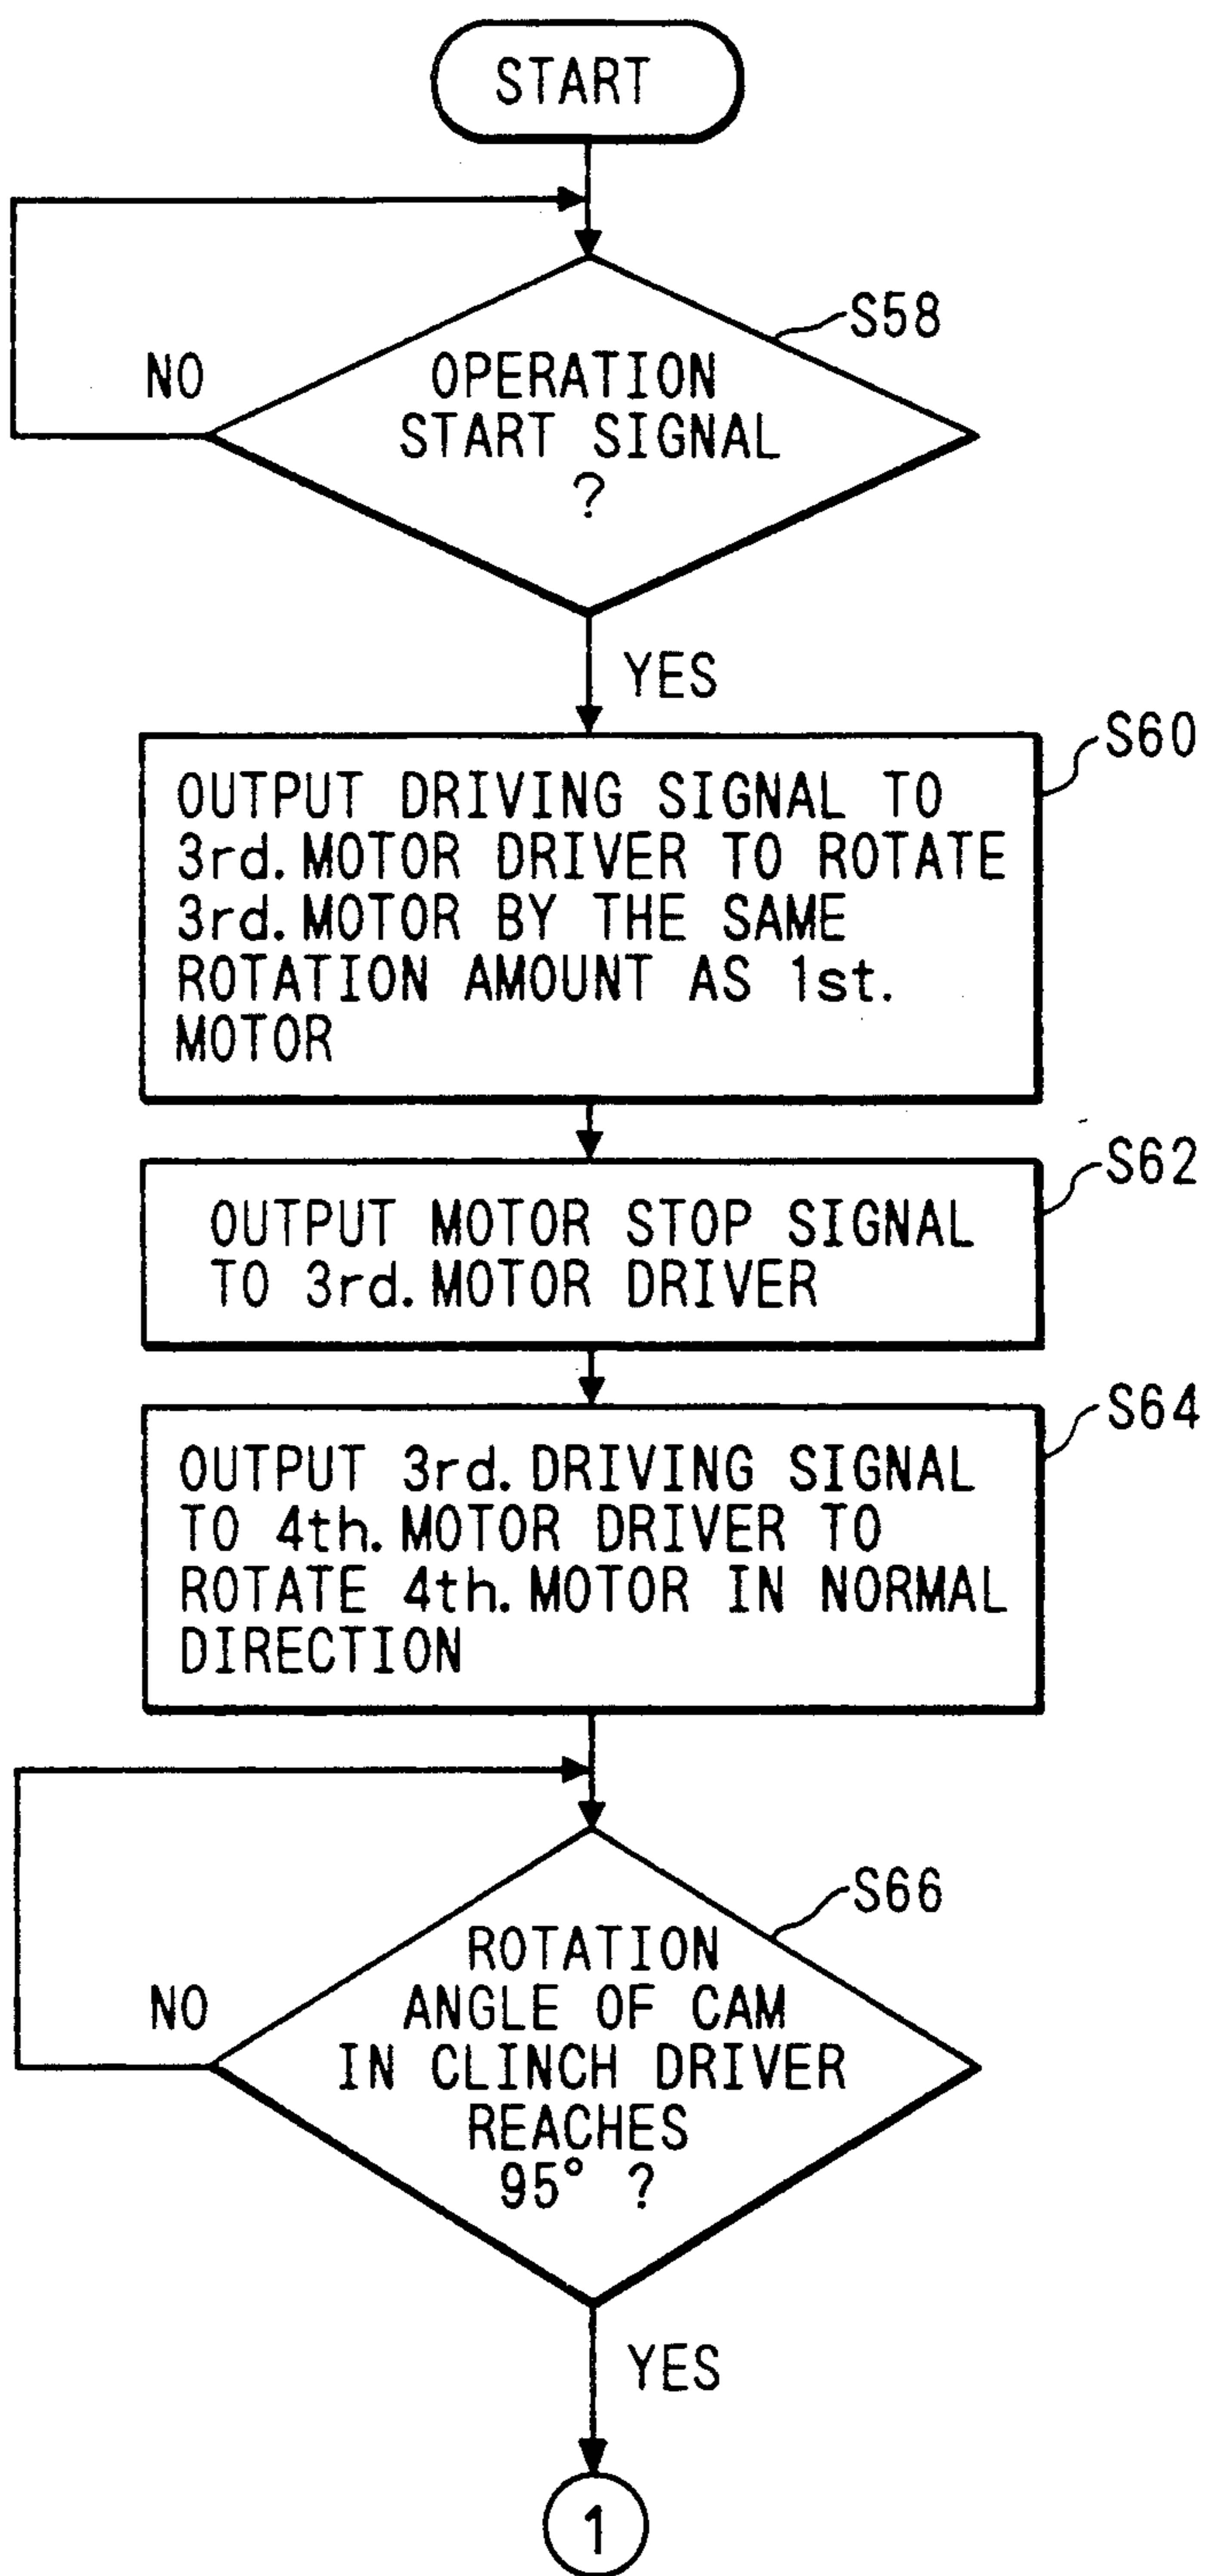 START
S58
NO
OPERATION
START SIGNAL
?
YES
S60
OUTPUT DRIVING SIGNAL TO
3rd. MOTOR DRIVER TO ROTATE
3rd. MOTOR BY THE SAME
ROTATION AMOUNT AS 1st.
MOTOR
S62
OUTPUT MOTOR STOP SIGNAL
TO 3rd. MOTOR DRIVER
S64
OUTPUT 3rd. DRIVING SIGNAL
TO 4th. MOTOR DRIVER TO
ROTATE 4th. MOTOR IN NORMAL
DIRECTION
S66
NO
ROTATION
ANGLE OF CAM
IN CLINCH DRIVER
REACHES
95° ?
YES
1